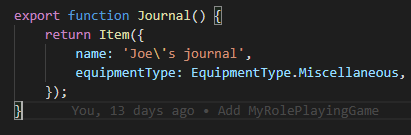 export function Journal() {
    return Item({
        name: 'Joe\'s journal',
        equipmentType: EquipmentType.Miscellaneous,
    });
}    You, 13 days ago • Add MyRolePlayingGame